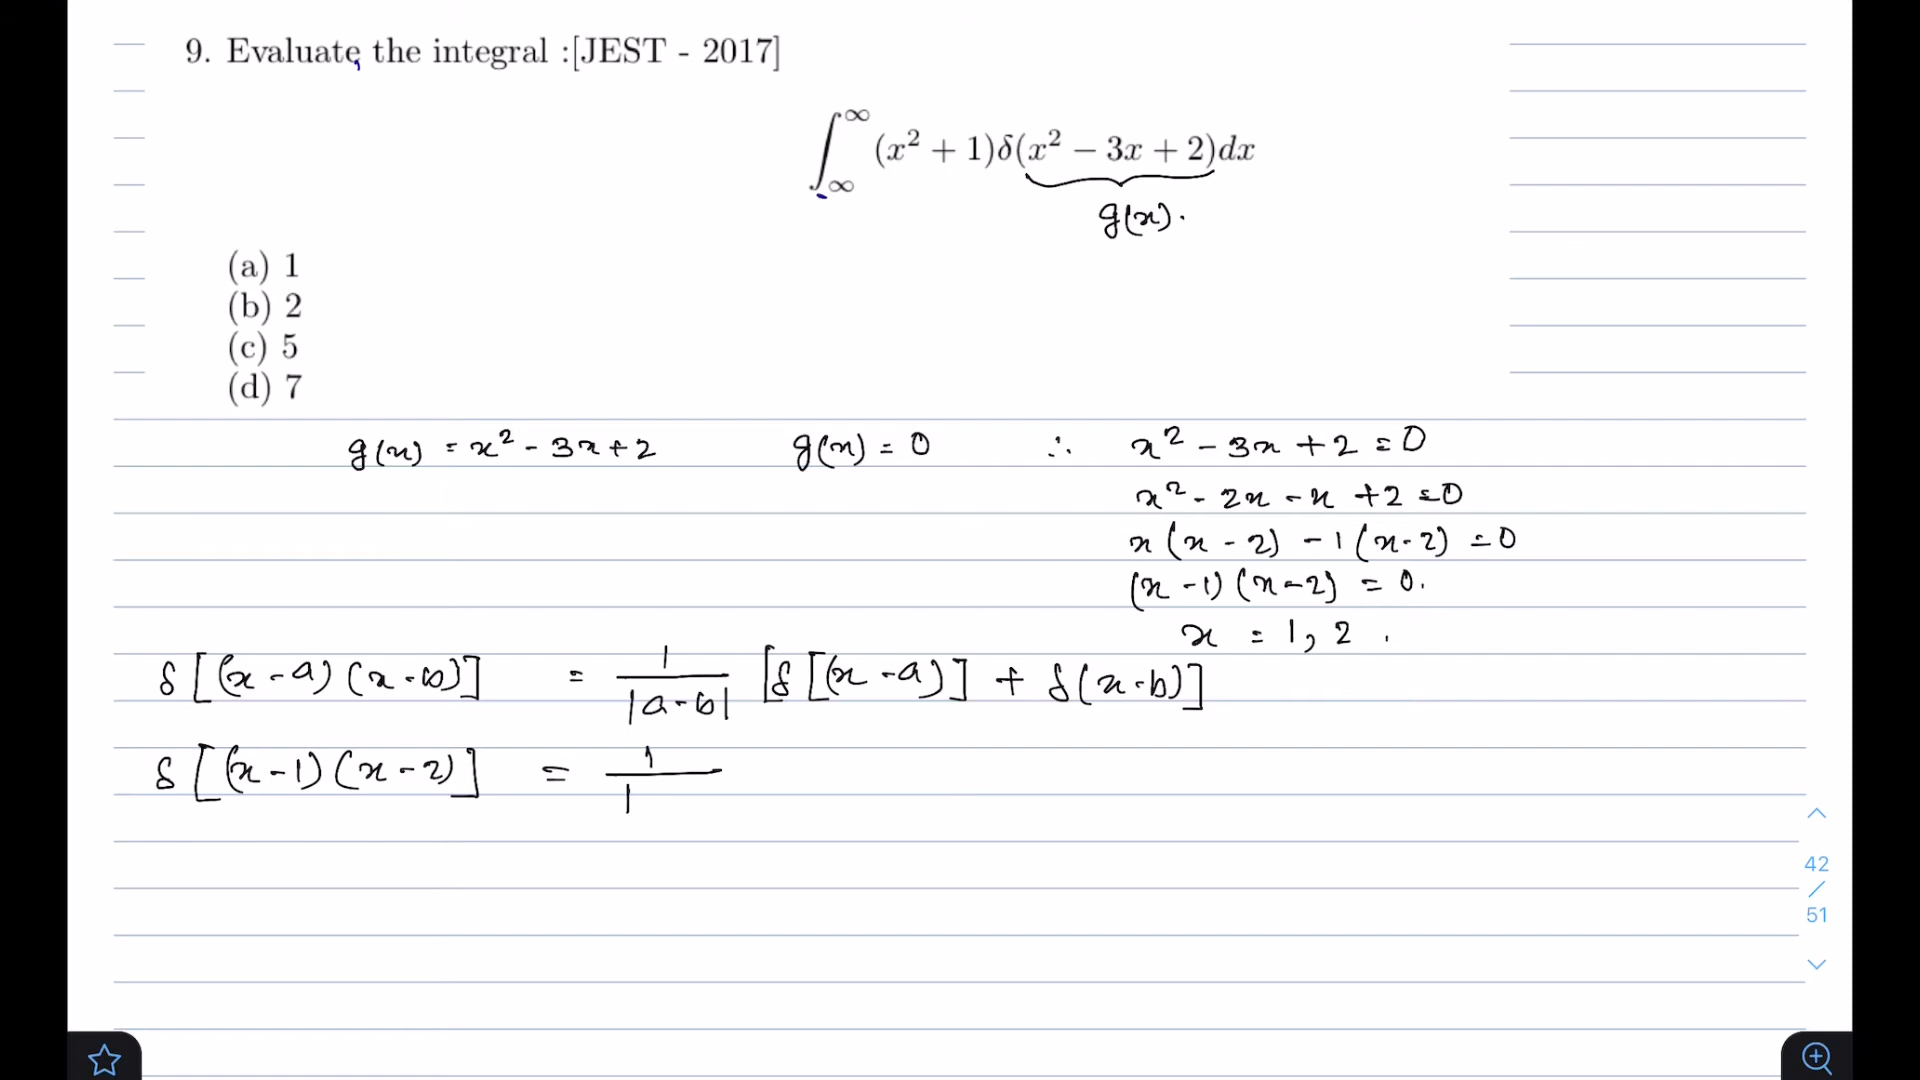 9. Evaluate the integral :[JEST - 2017]
∫_∞^∞ (x² + 1)δ(x² − 3x + 2)dx
g(x).
(a) 1
(b) 2
(c) 5
(d) 7
g(x) = x² - 3x + 2 g(x) = 0 ∴ x² - 3x + 2 = 0
x² - 2x - x + 2 = 0
x (x - 2) - 1 (x - 2) = 0
(x - 1) (x - 2) = 0.
x = 1, 2 .
δ[(x - a) (x - b)] = 1/|a - b| [δ[(x - a)] + δ(x - b)]
δ[(x - 1) (x - 2)] = 1/|
42
/
51